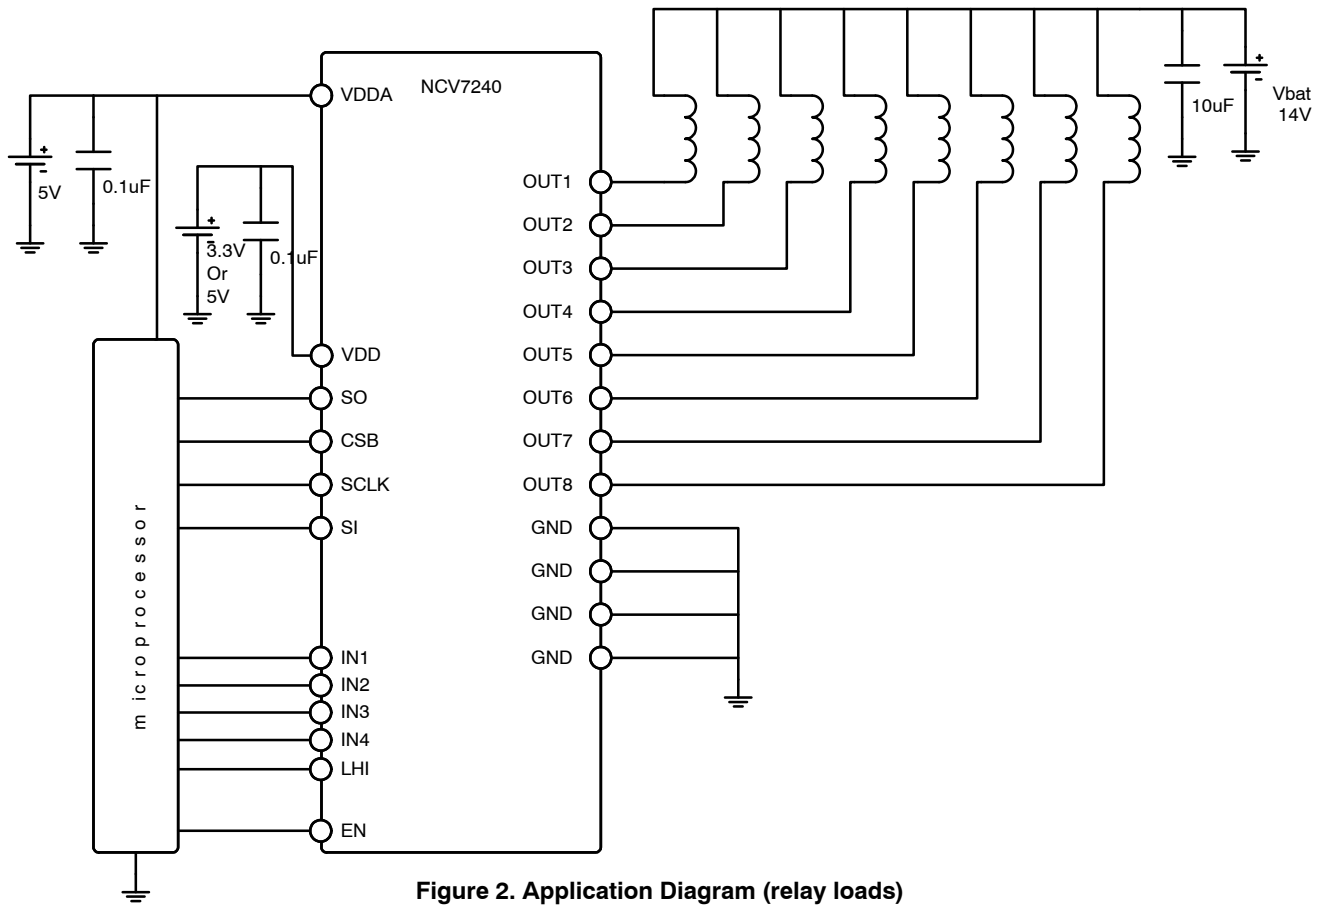 NCV7240
VDDA
5V
0.1uF
3.3V
Or
5V
0.1uF
VDD
SO
CSB
SCLK
SI
IN1
IN2
IN3
IN4
LHI
EN
microprocessor
OUT1
OUT2
OUT3
OUT4
OUT5
OUT6
OUT7
OUT8
GND
GND
GND
GND
10uF
Vbat
14V
Figure 2. Application Diagram (relay loads)